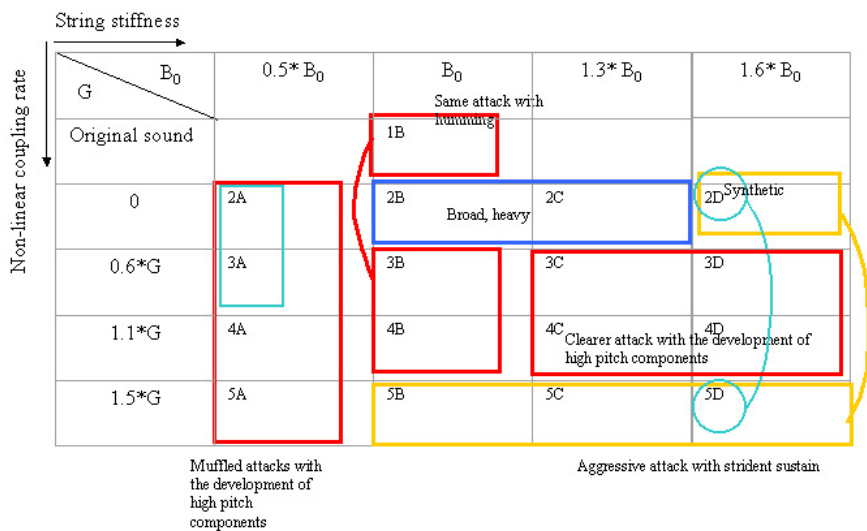 String stiffness
Non-linear coupling rate
B0 0.5* B0 B0 1.3* B0 1.6* B0
G
Same attack with
humming
Original sound 1B
0 2A 2B 2C 2D Synthetic
Broad, heavy
0.6*G 3A 3B 3C 3D
1.1*G 4A 4B 4C 4D
Clearer attack with the development of
high pitch components
1.5*G 5A 5B 5C 5D
Muffled attacks with
the development of
high pitch
components
Aggressive attack with strident sustain